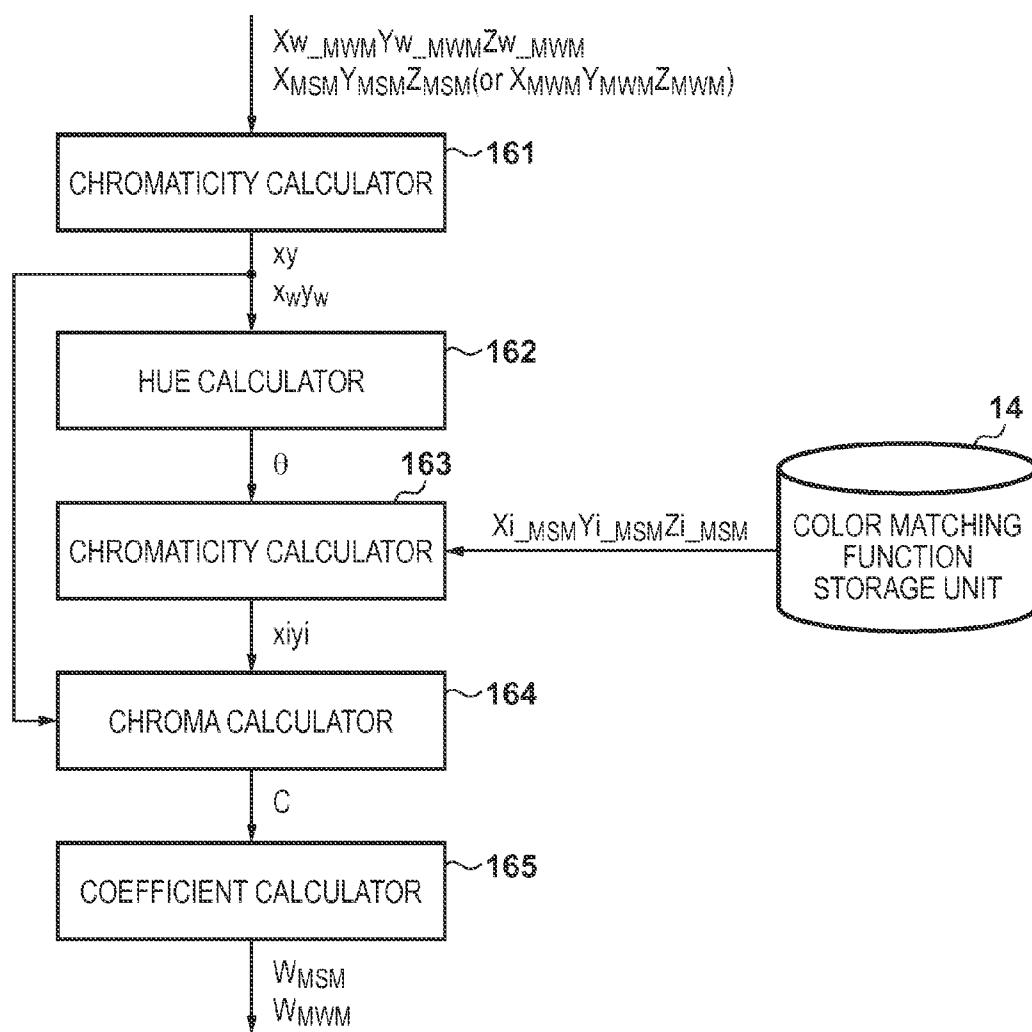 Xw_MWMYw_MWMZw_MWM
XMSMYMSMZMSM(or XMWMYMWMZMWM)
161
CHROMATICITY CALCULATOR
xy
xwyw
162
HUE CALCULATOR
θ
163
CHROMATICITY CALCULATOR
Xi_MSMYi_MSMZi_MSM
14
COLOR MATCHING
FUNCTION
STORAGE UNIT
xiyi
164
CHROMA CALCULATOR
C
165
COEFFICIENT CALCULATOR
WMSM
WMWM